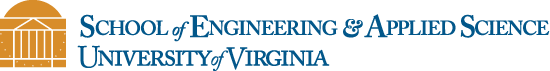 School of Engineering & Applied Science
University of Virginia